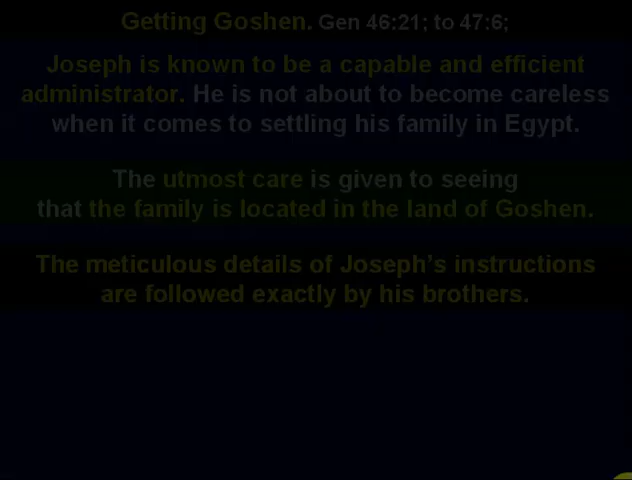 Getting Goshen. Gen 46:21; to 47:6;
Joseph is known to be a capable and efficient
administrator. He is not about to become careless
when it comes to settling his family in Egypt.
The utmost care is given to seeing
that the family is located in the land of Goshen.
The meticulous details of Joseph’s instructions
are followed exactly by his brothers.